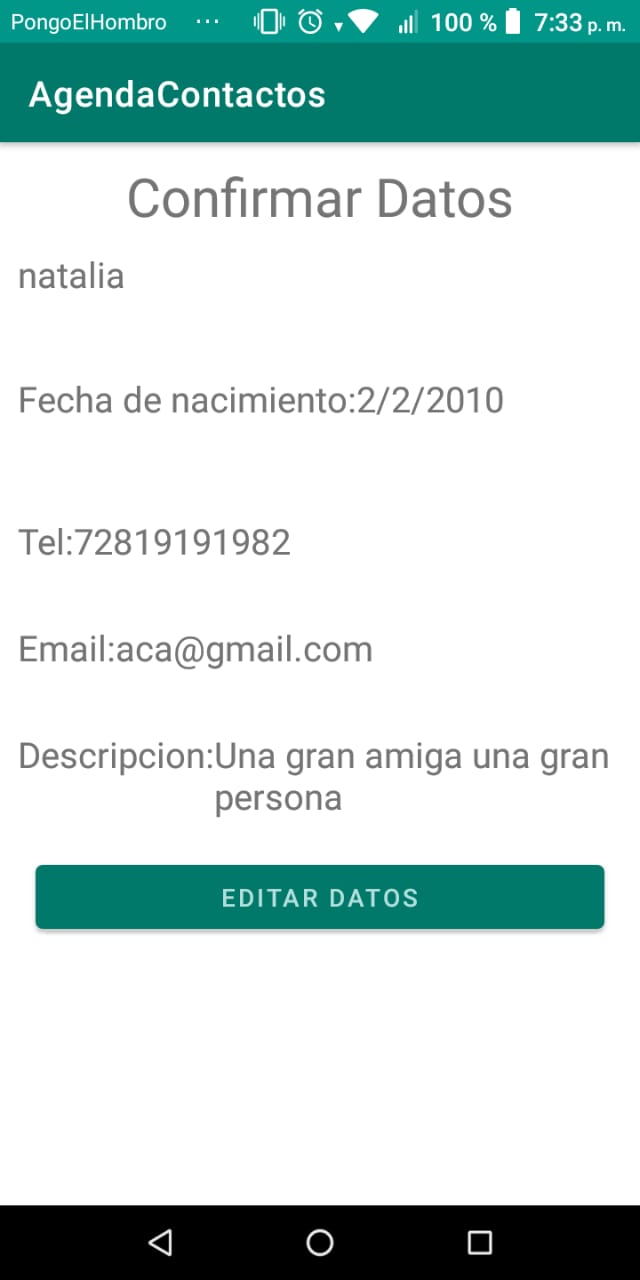 PongoElHombro ... 100 % 7:33 p. m.
AgendaContactos
Confirmar Datos
natalia
Fecha de nacimiento:2/2/2010
Tel:72819191982
Email:aca@gmail.com
Descripcion:Una gran amiga una gran
persona
EDITAR DATOS